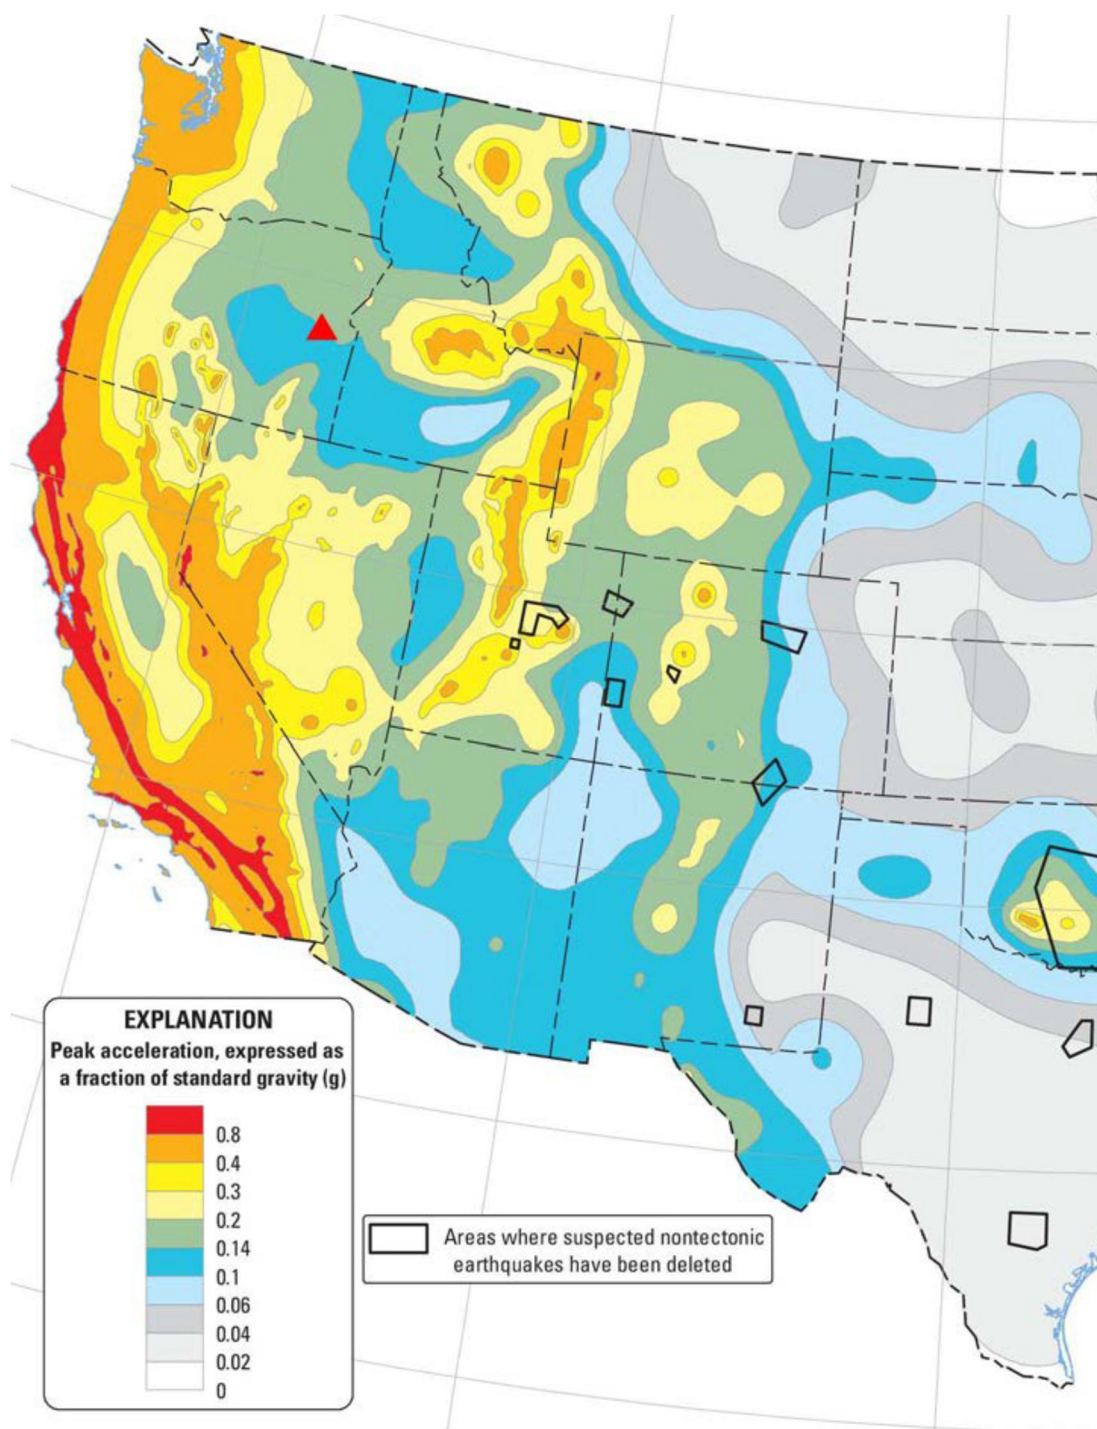 EXPLANATION
Peak acceleration, expressed as
a fraction of standard gravity (g)
0.8
0.4
0.3
0.2
0.14
0.1
0.06
0.04
0.02
0
Areas where suspected nontectonic
earthquakes have been deleted